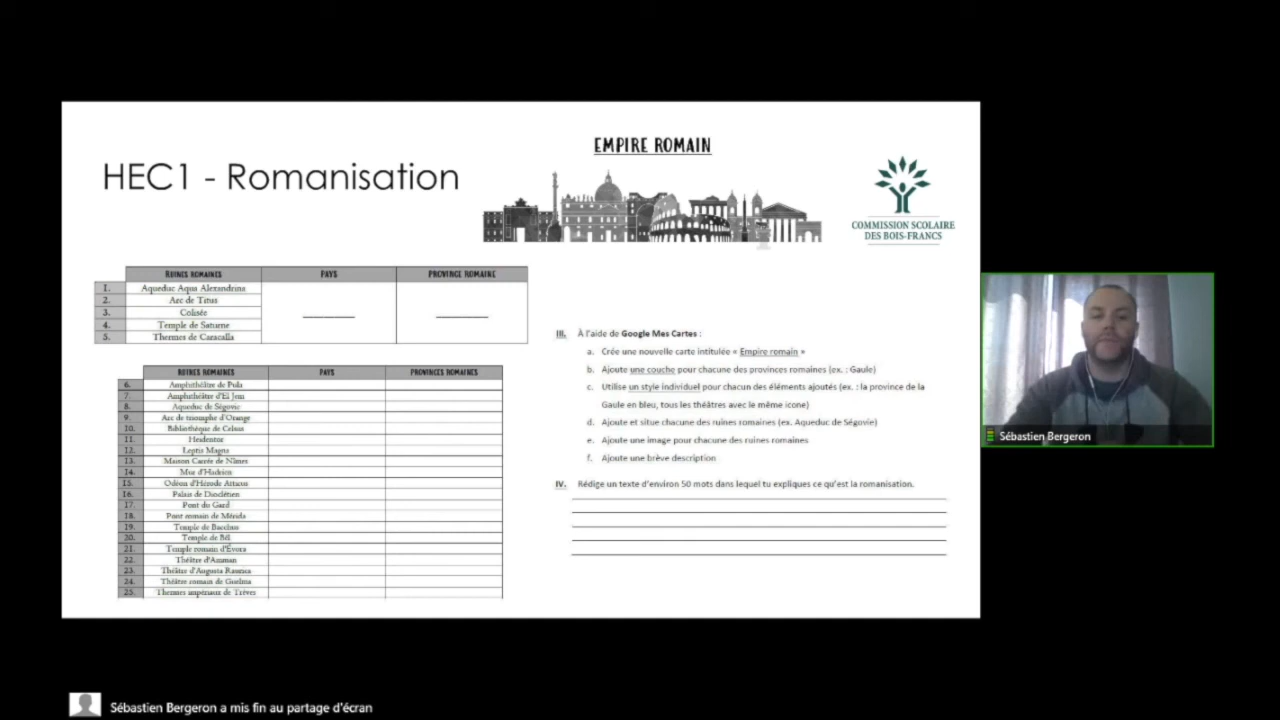 EMPIRE ROMAIN
HEC1 - Romanisation
COMMISSION SCOLAIRE
DES BOIS-FRANCS
RUINES ROMAINES PAYS PROVINCE ROMAINE
1. Aqueduc Aqua Alexandrina
2. Arc de Titus
3. Colisée
4. Temple de Saturne
5. Thermes de Caracalla
RUINES ROMAINES PAYS PROVINCES ROMAINES
6. Amphithéâtre de Pula
7. Amphithéâtre d'El Jem
8. Aqueduc de Ségovie
9. Arc de triomphe d'Orange
10. Bibliothèque de Celsus
11. Heidentor
12. Leptis Magna
13. Maison Carrée de Nîmes
14. Mur d'Hadrien
15. Odéon d'Hérode Atticus
16. Palais de Dioclétien
17. Pont du Gard
18. Pont romain de Mérida
19. Temple de Bacchus
20. Temple de Bêl
21. Temple romain d'Évora
22. Théâtre d'Amman
23. Théâtre d'Augusta Raurica
24. Théâtre romain de Guelma
25. Thermes impériaux de Trèves
III. À l'aide de Google Mes Cartes :
a. Crée une nouvelle carte intitulée « Empire romain »
b. Ajoute une couche pour chacune des provinces romaines (ex. : Gaule)
c. Utilise un style individuel pour chacun des éléments ajoutés (ex. : la province de la
Gaule en bleu, tous les théâtres avec le même icone)
d. Ajoute et situe chacune des ruines romaines (ex. Aqueduc de Ségovie)
e. Ajoute une image pour chacune des ruines romaines
f. Ajoute une brève description
IV. Rédige un texte d'environ 50 mots dans lequel tu expliques ce qu'est la romanisation.
Sébastien Bergeron
Sébastien Bergeron a mis fin au partage d'écran